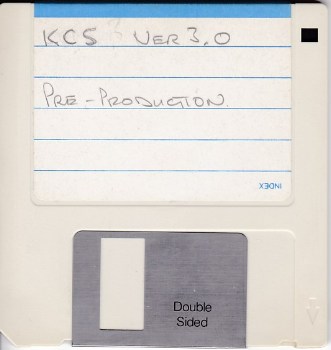 KCS VER 3.0
PRE-PRODUCTION.
INDEX
Double
Sided